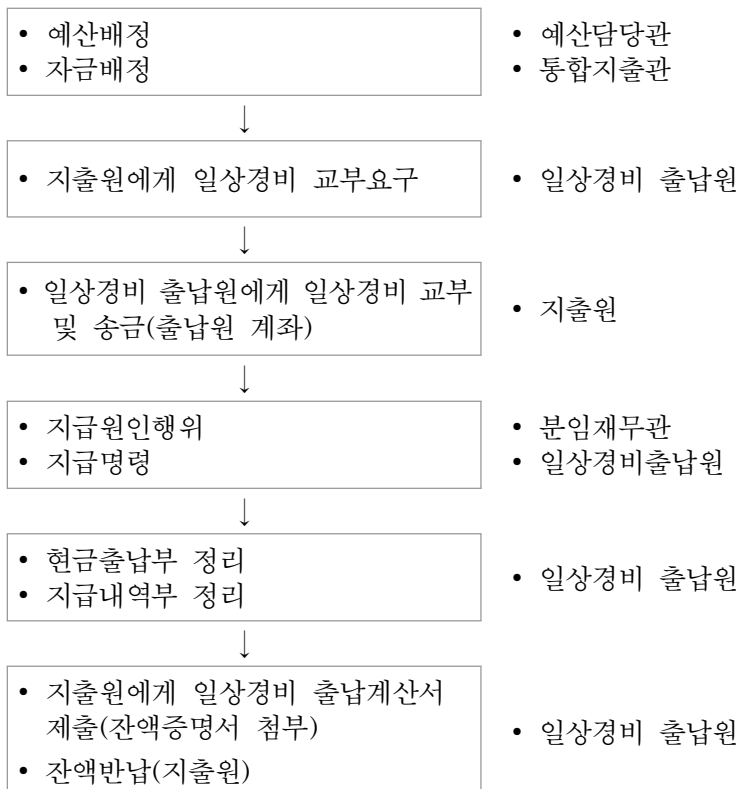 • 예산배정 • 예산담당관
• 자금배정 • 통합지출관
↓
• 지출원에게 일상경비 교부요구 • 일상경비 출납원
↓
• 일상경비 출납원에게 일상경비 교부
및 송금(출납원 계좌)
• 지출원
↓
• 지급원인행위 • 분임재무관
• 지급명령 • 일상경비출납원
↓
• 현금출납부 정리
• 지급내역부 정리
• 일상경비 출납원
↓
• 지출원에게 일상경비 출납계산서
제출(잔액증명서 첨부)
• 잔액반납(지출원)
• 일상경비 출납원